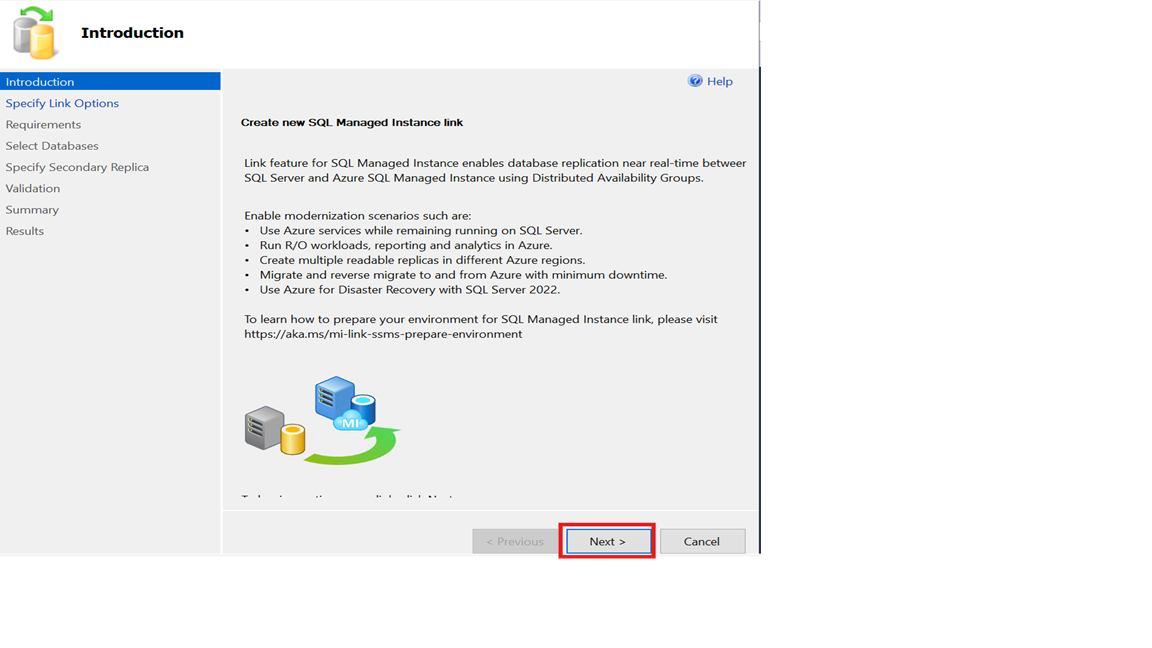 Introduction
Introduction
Specify Link Options
Requirements
Select Databases
Specify Secondary Replica
Validation
Summary
Results
Help
Create new SQL Managed Instance link
Link feature for SQL Managed Instance enables database replication near real-time betweer
SQL Server and Azure SQL Managed Instance using Distributed Availability Groups.
Enable modernization scenarios such are:
• Use Azure services while remaining running on SQL Server.
• Run R/O workloads, reporting and analytics in Azure.
• Create multiple readable replicas in different Azure regions.
• Migrate and reverse migrate to and from Azure with minimum downtime.
• Use Azure for Disaster Recovery with SQL Server 2022.
To learn how to prepare your environment for SQL Managed Instance link, please visit
https://aka.ms/mi-link-ssms-prepare-environment
MI
< Previous
Next >
Cancel